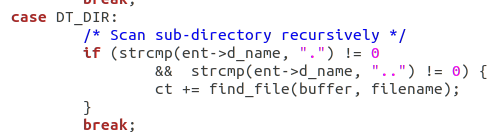 break;
case DT_DIR:
/* Scan sub-directory recursively */
if (strcmp(ent->d_name, ".") != 0
&&  strcmp(ent->d_name, "..") != 0) {
ct += find_file(buffer, filename);
}
break;